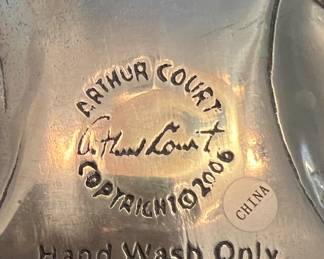 ARTHUR COURT
Arthur Court
COPYRIGHT©2006
CHINA
Hand Wash Only